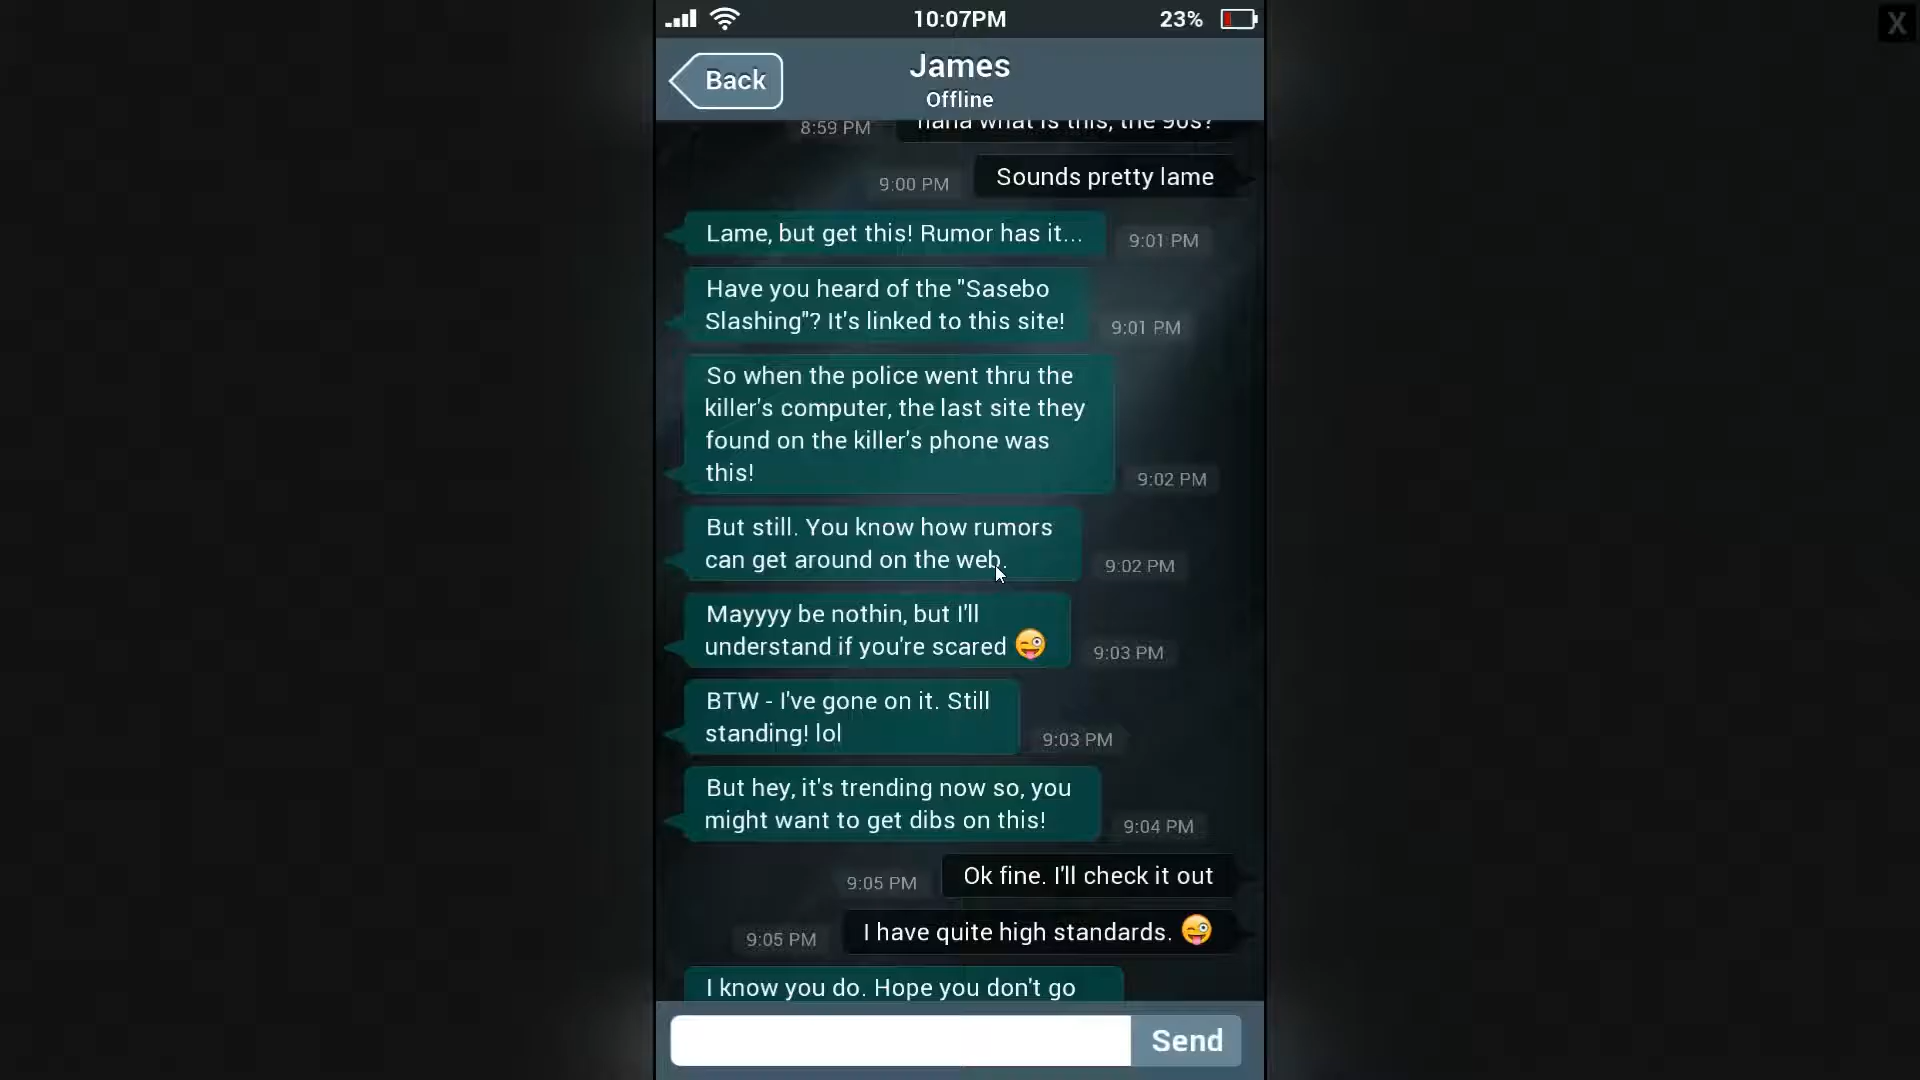 10:07PM
23%
X
Back
James
Offline
8:59 PM
haha what is this, the 90s?
Sounds pretty lame
9:00 PM
Lame, but get this! Rumor has it...
9:01 PM
Have you heard of the "Sasebo
Slashing"? It's linked to this site!
9:01 PM
So when the police went thru the
killer's computer, the last site they
found on the killer's phone was
this!
9:02 PM
But still. You know how rumors
can get around on the web.
9:02 PM
Mayyyy be nothin, but I'll
understand if you're scared 😜
9:03 PM
BTW - I've gone on it. Still
standing! lol
9:03 PM
But hey, it's trending now so, you
might want to get dibs on this!
9:04 PM
Ok fine. I'll check it out
9:05 PM
I have quite high standards. 😜
9:05 PM
I know you do. Hope you don't go
Send